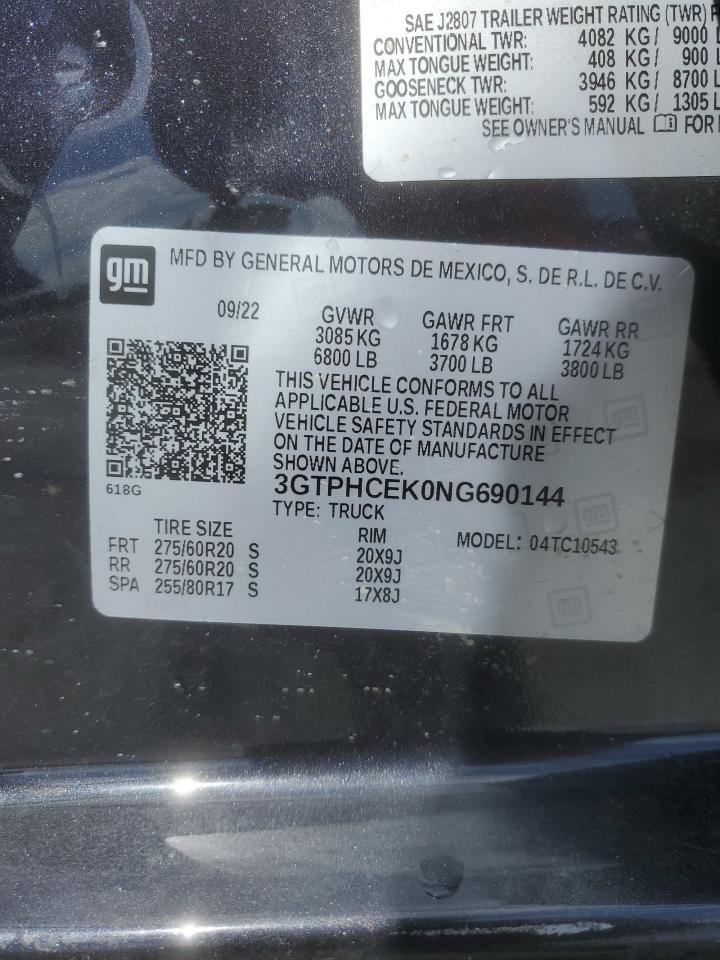 SAE J2807 TRAILER WEIGHT RATING (TWR)
CONVENTIONAL TWR: 4082 KG/ 9000
MAX TONGUE WEIGHT: 408 KG/ 900
GOOSENECK TWR: 3946 KG/ 8700
MAX TONGUE WEIGHT: 592 KG/ 1305
SEE OWNER'S MANUAL FOR
gm
MFD BY GENERAL MOTORS DE MEXICO, S. DE R.L. DE C.V.
09/22 GVWR GAWR FRT GAWR RR
3085 KG 1678 KG 1724 KG
6800 LB 3700 LB 3800 LB
THIS VEHICLE CONFORMS TO ALL
APPLICABLE U.S. FEDERAL MOTOR
VEHICLE SAFETY STANDARDS IN EFFECT
ON THE DATE OF MANUFACTURE
SHOWN ABOVE.
618G
3GTPHCEK0NG690144
TYPE: TRUCK
TIRE SIZE RIM MODEL: 04TC10543
FRT 275/60R20 S 20X9J
RR 275/60R20 S 20X9J
SPA 255/80R17 S 17X8J